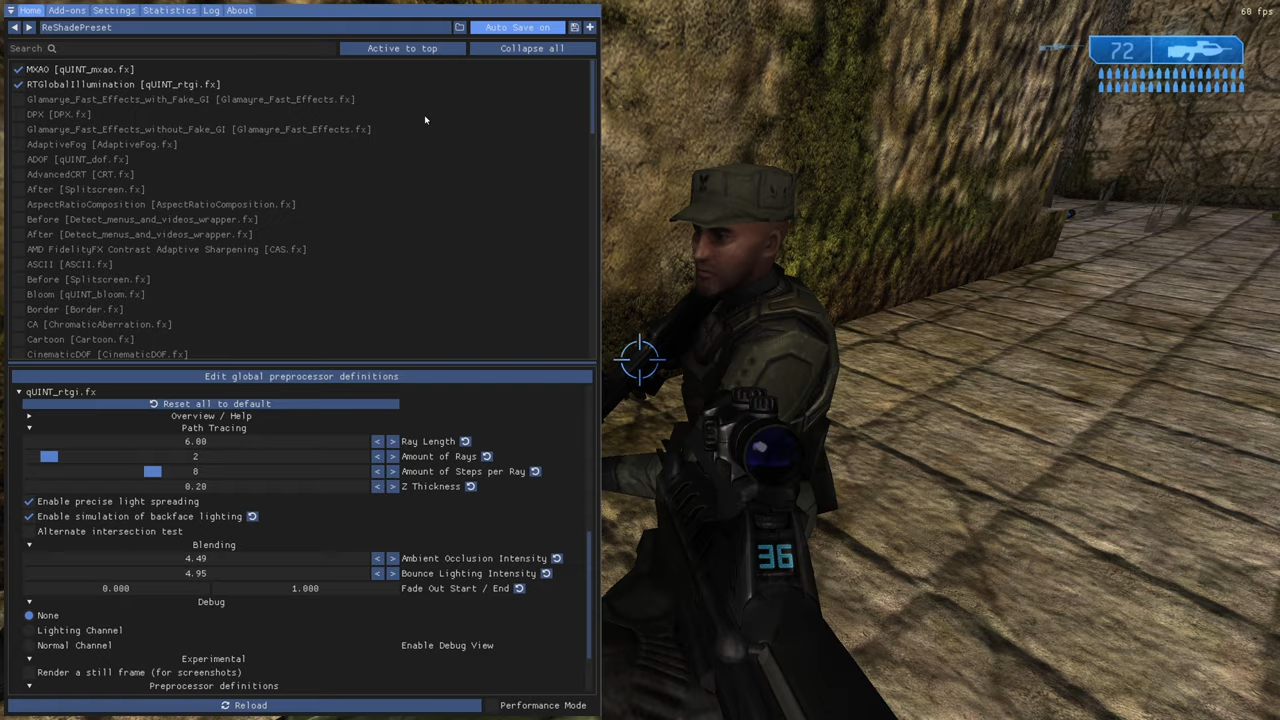 Home Add-ons Settings Statistics Log About
60 fps
ReShadePreset Auto Save on
Search Active to top Collapse all
72
MXAO [qUINT_mxao.fx]
RTGlobalIllumination [qUINT_rtgi.fx]
Glamarye_Fast_Effects_with_Fake_GI [Glamayre_Fast_Effects.fx]
DPX [DPX.fx]
Glamarye_Fast_Effects_without_Fake_GI [Glamayre_Fast_Effects.fx]
AdaptiveFog [AdaptiveFog.fx]
ADOF [qUINT_dof.fx]
AdvancedCRT [CRT.fx]
After [Splitscreen.fx]
AspectRatioComposition [AspectRatioComposition.fx]
Before [Detect_menus_and_videos_wrapper.fx]
After [Detect_menus_and_videos_wrapper.fx]
AMD FidelityFX Contrast Adaptive Sharpening [CAS.fx]
ASCII [ASCII.fx]
Before [Splitscreen.fx]
Bloom [qUINT_bloom.fx]
Border [Border.fx]
CA [ChromaticAberration.fx]
Cartoon [Cartoon.fx]
CinematicDOF [CinematicDOF.fx]
Edit global preprocessor definitions
qUINT_rtgi.fx
Reset all to default
Overview / Help
Path Tracing
6.00 < > Ray Length
2 < > Amount of Rays
8 < > Amount of Steps per Ray
0.20 < > Z Thickness
Enable precise light spreading
Enable simulation of backface lighting
Alternate intersection test
Blending
4.49 < > Ambient Occlusion Intensity
4.95 < > Bounce Lighting Intensity
0.000 1.000 Fade Out Start / End
Debug
None
Lighting Channel
Normal Channel Enable Debug View
Experimental
Render a still frame (for screenshots)
Preprocessor definitions
Reload Performance Mode
36